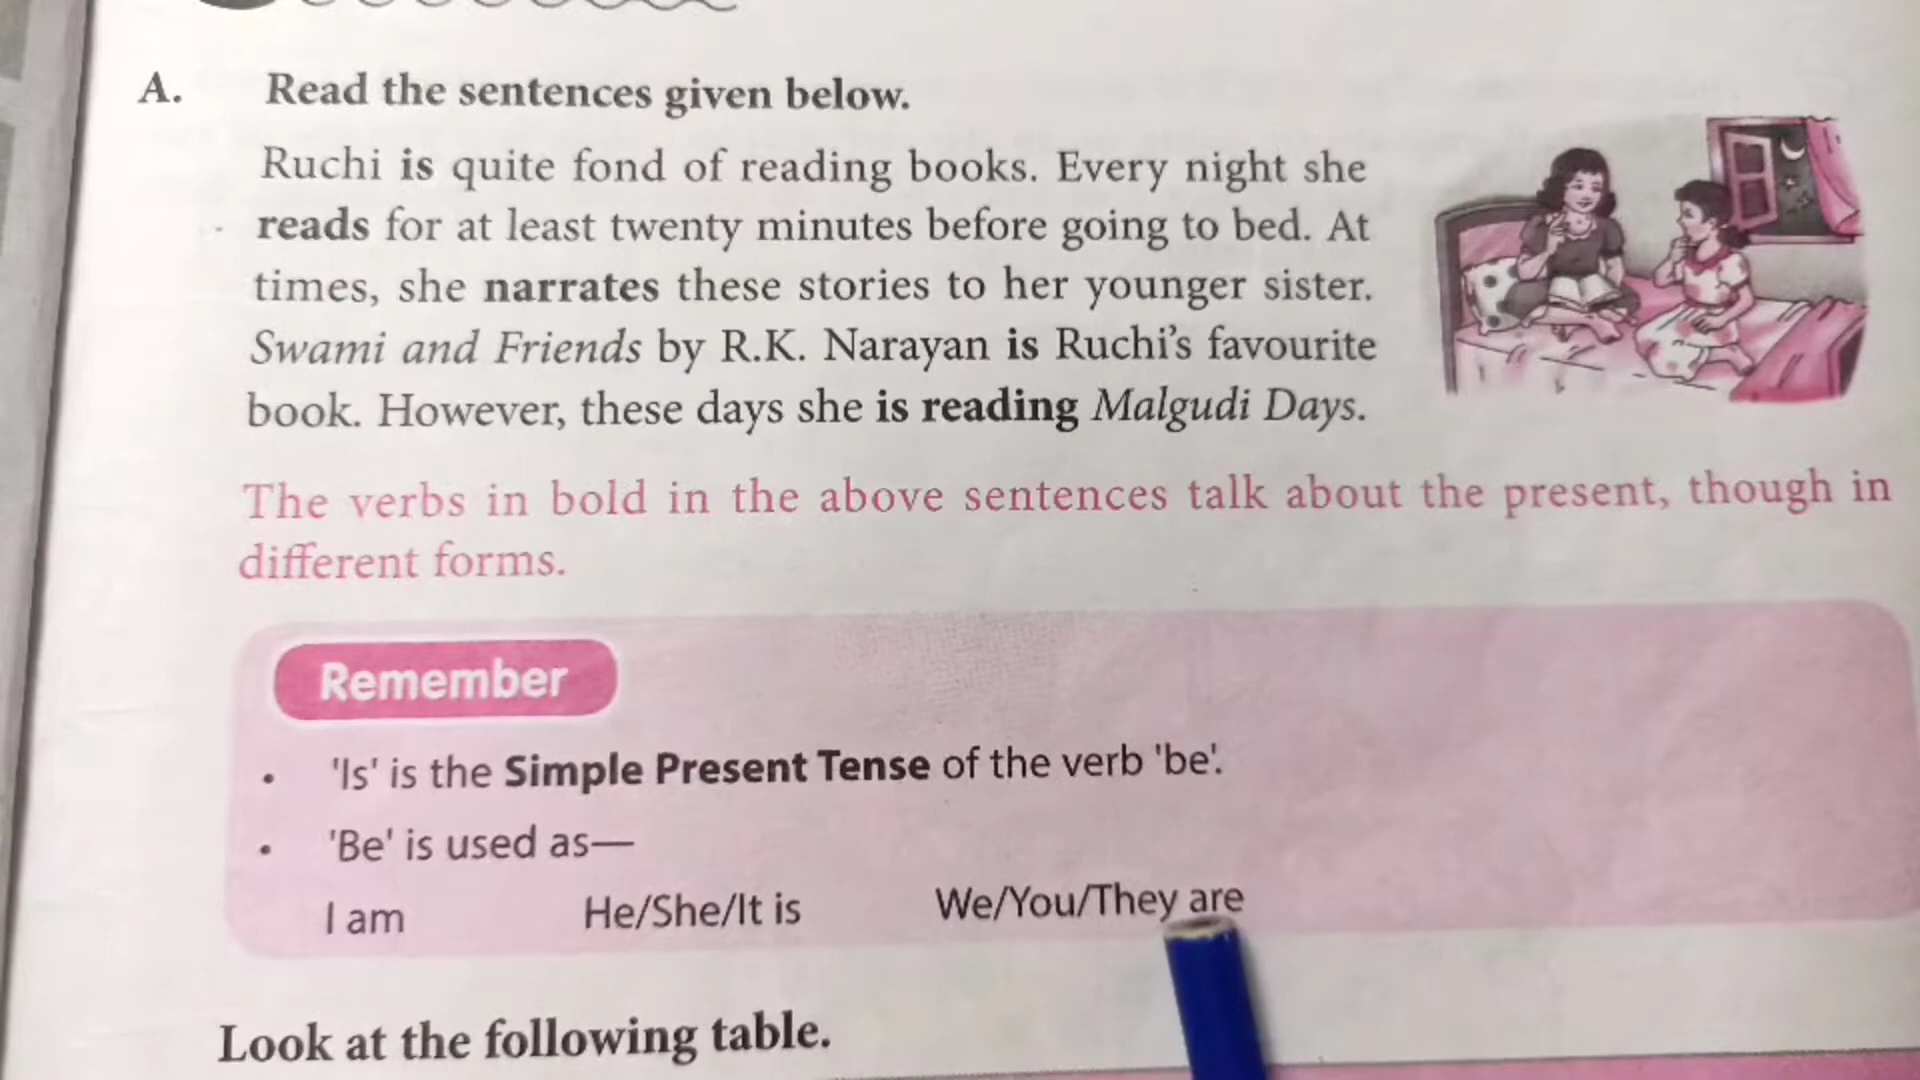 A. Read the sentences given below.
Ruchi is quite fond of reading books. Every night she
reads for at least twenty minutes before going to bed. At
times, she narrates these stories to her younger sister.
Swami and Friends by R.K. Narayan is Ruchi's favourite
book. However, these days she is reading Malgudi Days.
The verbs in bold in the above sentences talk about the present, though in
different forms.
Remember
• 'Is' is the Simple Present Tense of the verb 'be'.
• 'Be' is used as—
I am He/She/It is We/You/They are
Look at the following table.